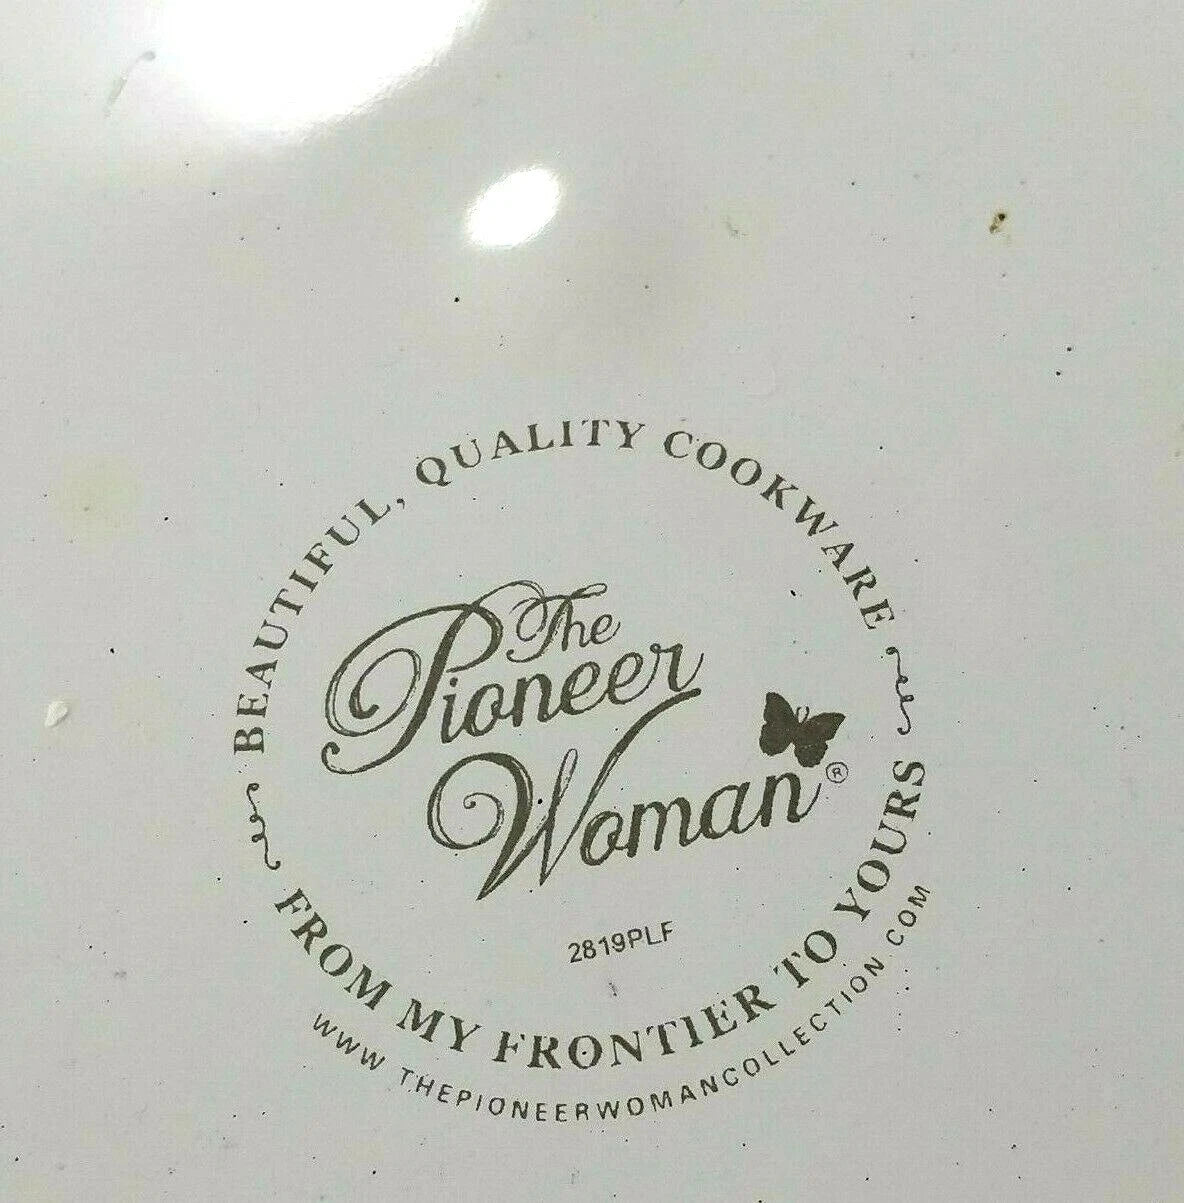 BEAUTIFUL, QUALITY COOKWARE
The
Pioneer
Woman®
2819PLF
FROM MY FRONTIER TO YOURS
WWW.THEPIONEERWOMANCOLLECTION.COM